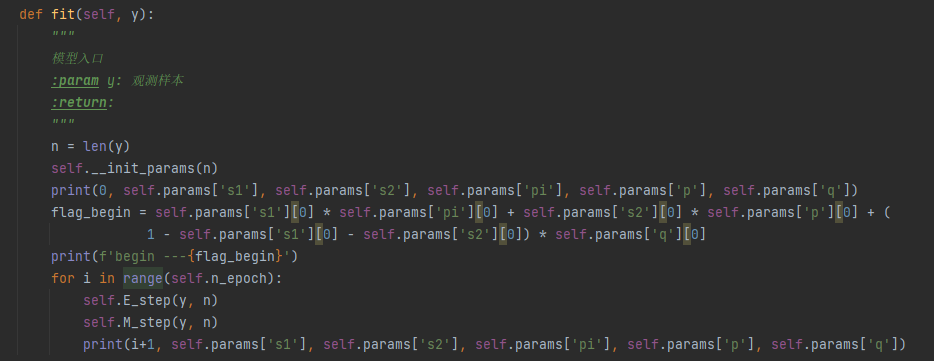 def fit(self, y):
"""
模型入口
:param y: 观测样本
:return:
"""
n = len(y)
self.__init_params(n)
print(0, self.params['s1'], self.params['s2'], self.params['pi'], self.params['p'], self.params['q'])
flag_begin = self.params['s1'][0] * self.params['pi'][0] + self.params['s2'][0] * self.params['p'][0] + (
1 - self.params['s1'][0] - self.params['s2'][0]) * self.params['q'][0]
print(f'begin ---{flag_begin}')
for i in range(self.n_epoch):
self.E_step(y, n)
self.M_step(y, n)
print(i+1, self.params['s1'], self.params['s2'], self.params['pi'], self.params['p'], self.params['q'])